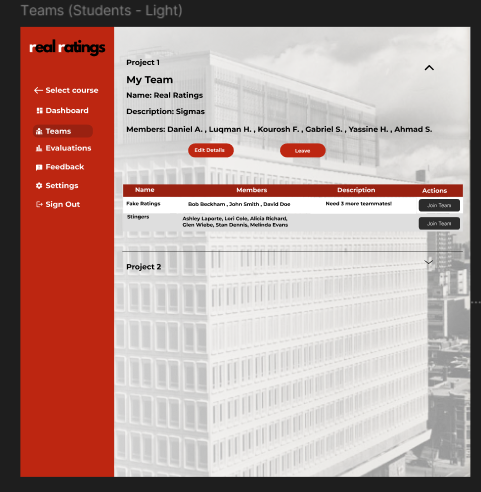 Teams (Students - Light)
real ratings
Select course
Dashboard
Teams
Evaluations
Feedback
Settings
Sign Out
Project 1
My Team
Name: Real Ratings
Description: Sigmas
Members: Daniel A. , Luqman H. , Kourosh F. , Gabriel S. , Yassine H. , Ahmad S.
Edit Details Leave
Name Members Description Actions
Fake Ratings Bob Beckham , John Smith , David Doe Need 3 more teammates! Join Team
Stingers Ashley Laporte, Lori Cole, Alicia Richard,
Glen Wiebe, Stan Dennis, Melinda Evans Join Team
Project 2